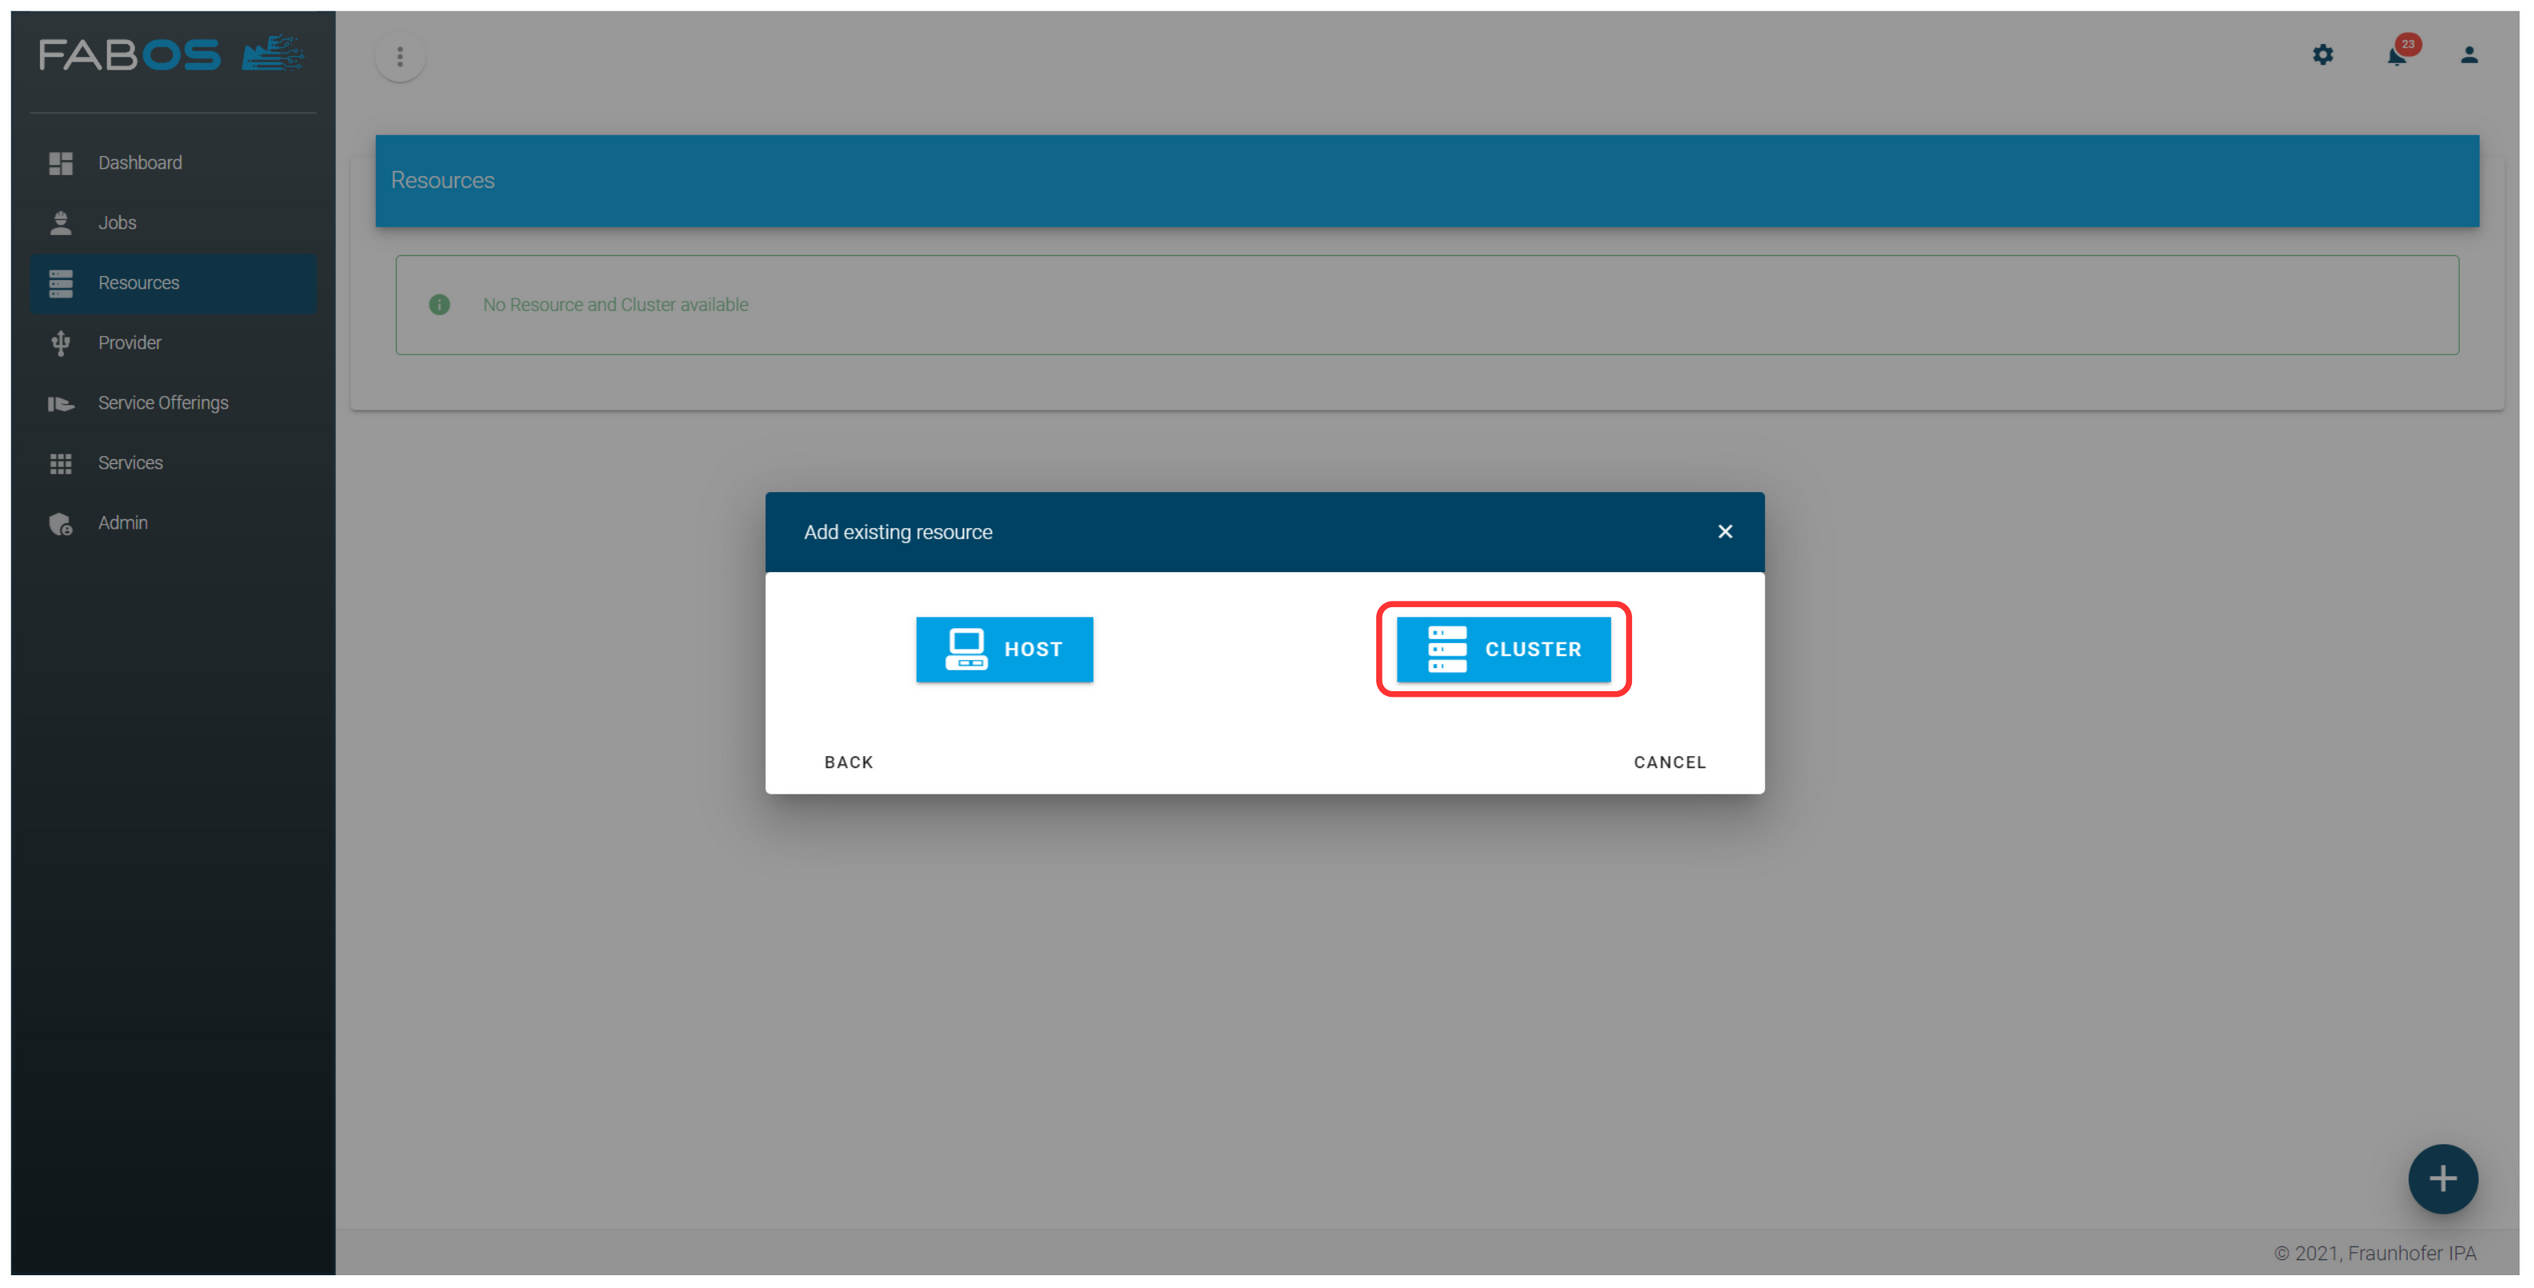 FABOS
23
Dashboard
Jobs
Resources
Provider
Service Offerings
Services
Admin
Resources
No Resource and Cluster available
Add existing resource
HOST
CLUSTER
BACK
CANCEL
© 2021, Fraunhofer IPA